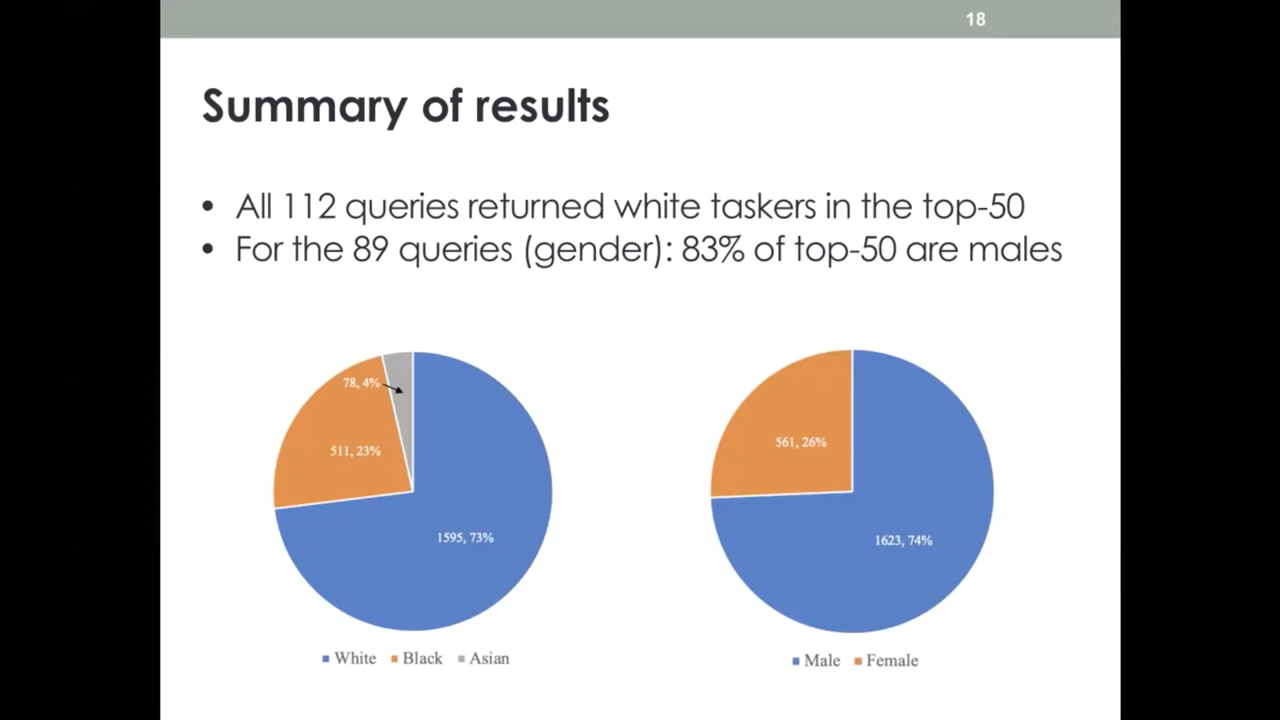 18
Summary of results
• All 112 queries returned white taskers in the top-50
• For the 89 queries (gender): 83% of top-50 are males
78, 4%
511, 23%
1595, 73%
White Black Asian
561, 26%
1623, 74%
Male Female